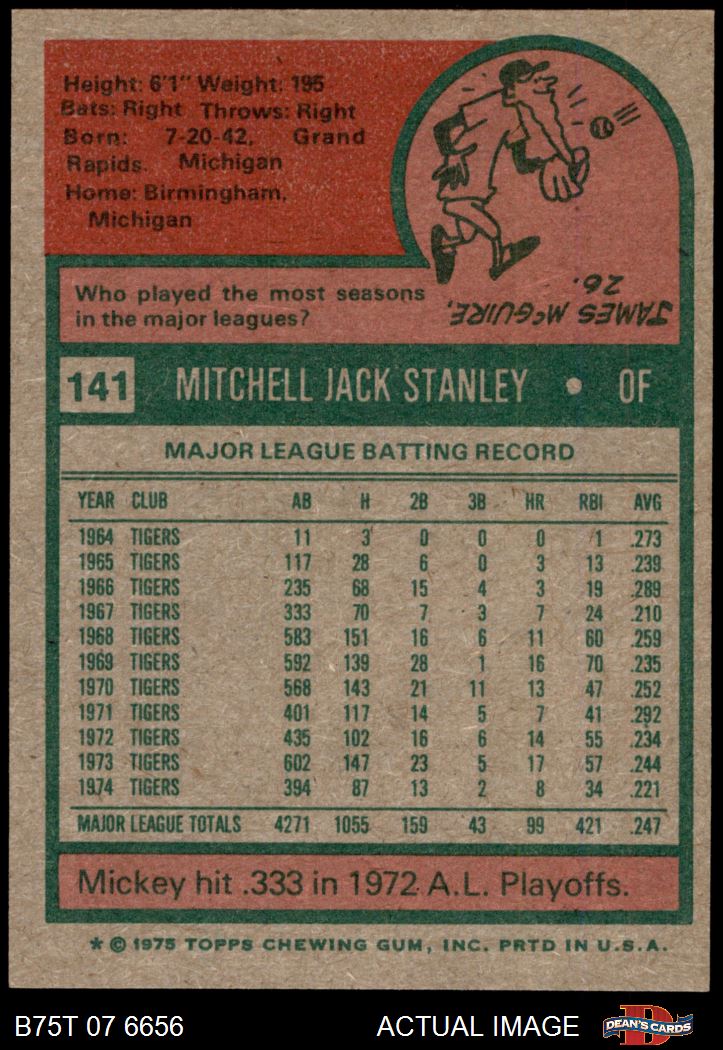 Height: 6'1" Weight: 195
Bats: Right Throws: Right
Born: 7-20-42, Grand
Rapids. Michigan
Home: Birmingham,
Michigan
Who played the most seasons
in the major leagues?
JAMES McGUIRE,
26.
141 MITCHELL JACK STANLEY • OF
MAJOR LEAGUE BATTING RECORD
YEAR CLUB AB H 2B 3B HR RBI AVG
1964 TIGERS 11 3 0 0 0 1 .273
1965 TIGERS 117 28 6 0 3 13 .239
1966 TIGERS 235 68 15 4 3 19 .289
1967 TIGERS 333 70 7 3 7 24 .210
1968 TIGERS 583 151 16 6 11 60 .259
1969 TIGERS 592 139 28 1 16 70 .235
1970 TIGERS 568 143 21 11 13 47 .252
1971 TIGERS 401 117 14 5 7 41 .292
1972 TIGERS 435 102 16 6 14 55 .234
1973 TIGERS 602 147 23 5 17 57 .244
1974 TIGERS 394 87 13 2 8 34 .221
MAJOR LEAGUE TOTALS 4271 1055 159 43 99 421 .247
Mickey hit .333 in 1972 A.L. Playoffs.
* © 1975 TOPPS CHEWING GUM, INC. PRTD IN U.S.A.
B75T 07 6656 ACTUAL IMAGE D DEAN'S CARDS